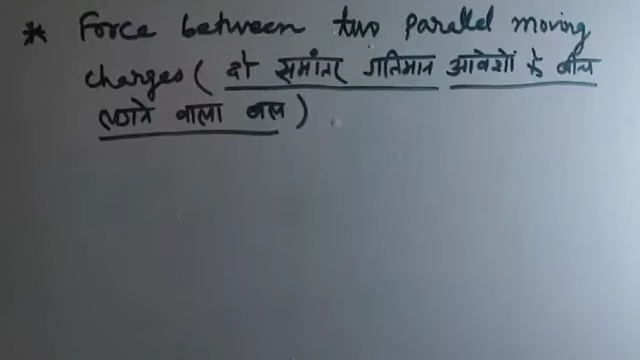 * Force between two parallel moving
charges ( दो समांतर गतिमान आवेशों के बीच
लगने वाला बल )